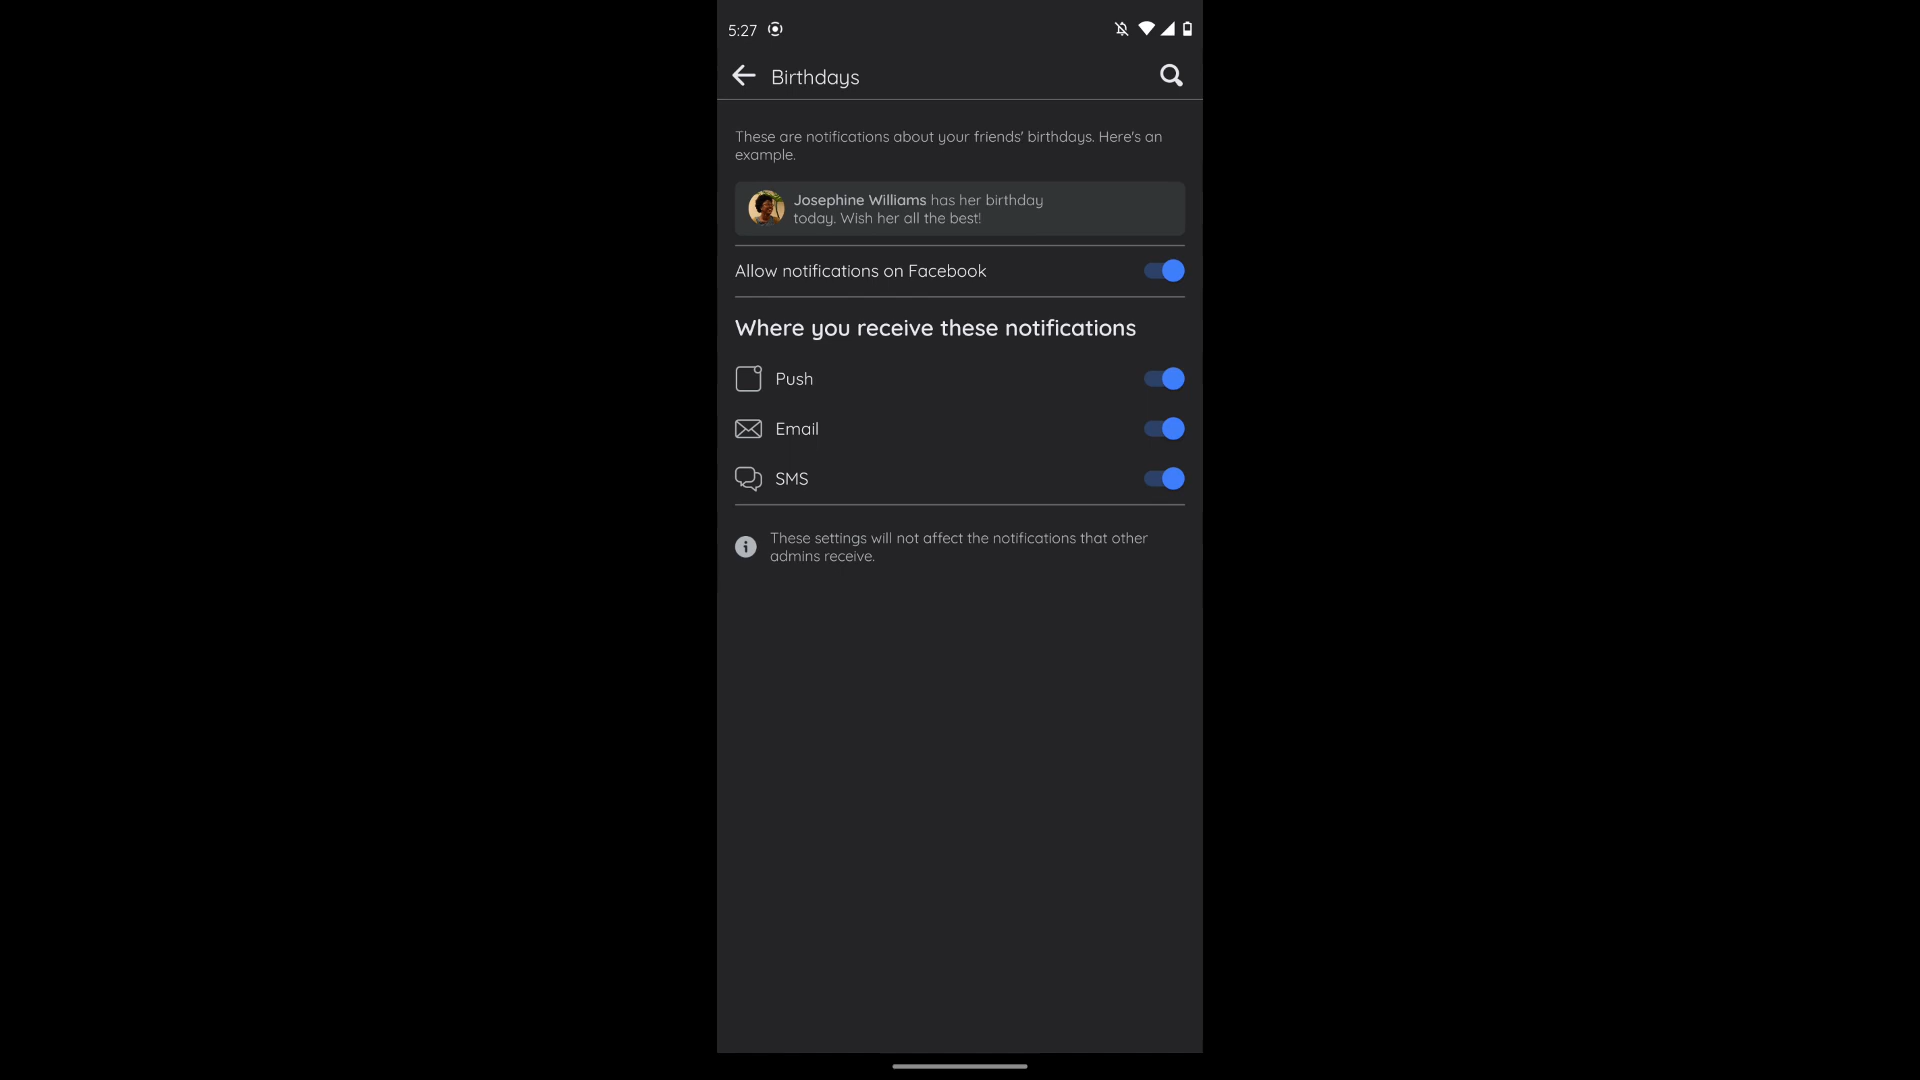 5:27
Birthdays
These are notifications about your friends' birthdays. Here's an
example.
Josephine Williams has her birthday
today. Wish her all the best!
Allow notifications on Facebook
Where you receive these notifications
Push
Email
SMS
These settings will not affect the notifications that other
admins receive.